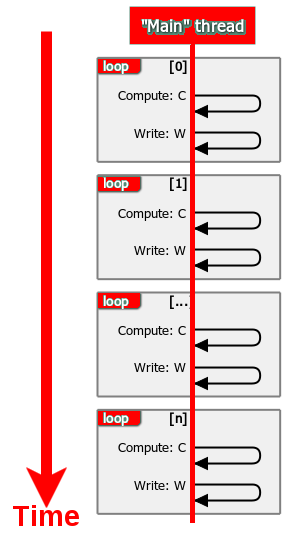 "Main" thread
loop [0]
Compute: C
Write: W
loop [1]
Compute: C
Write: W
loop [...]
Compute: C
Write: W
loop [n]
Compute: C
Write: W
Time